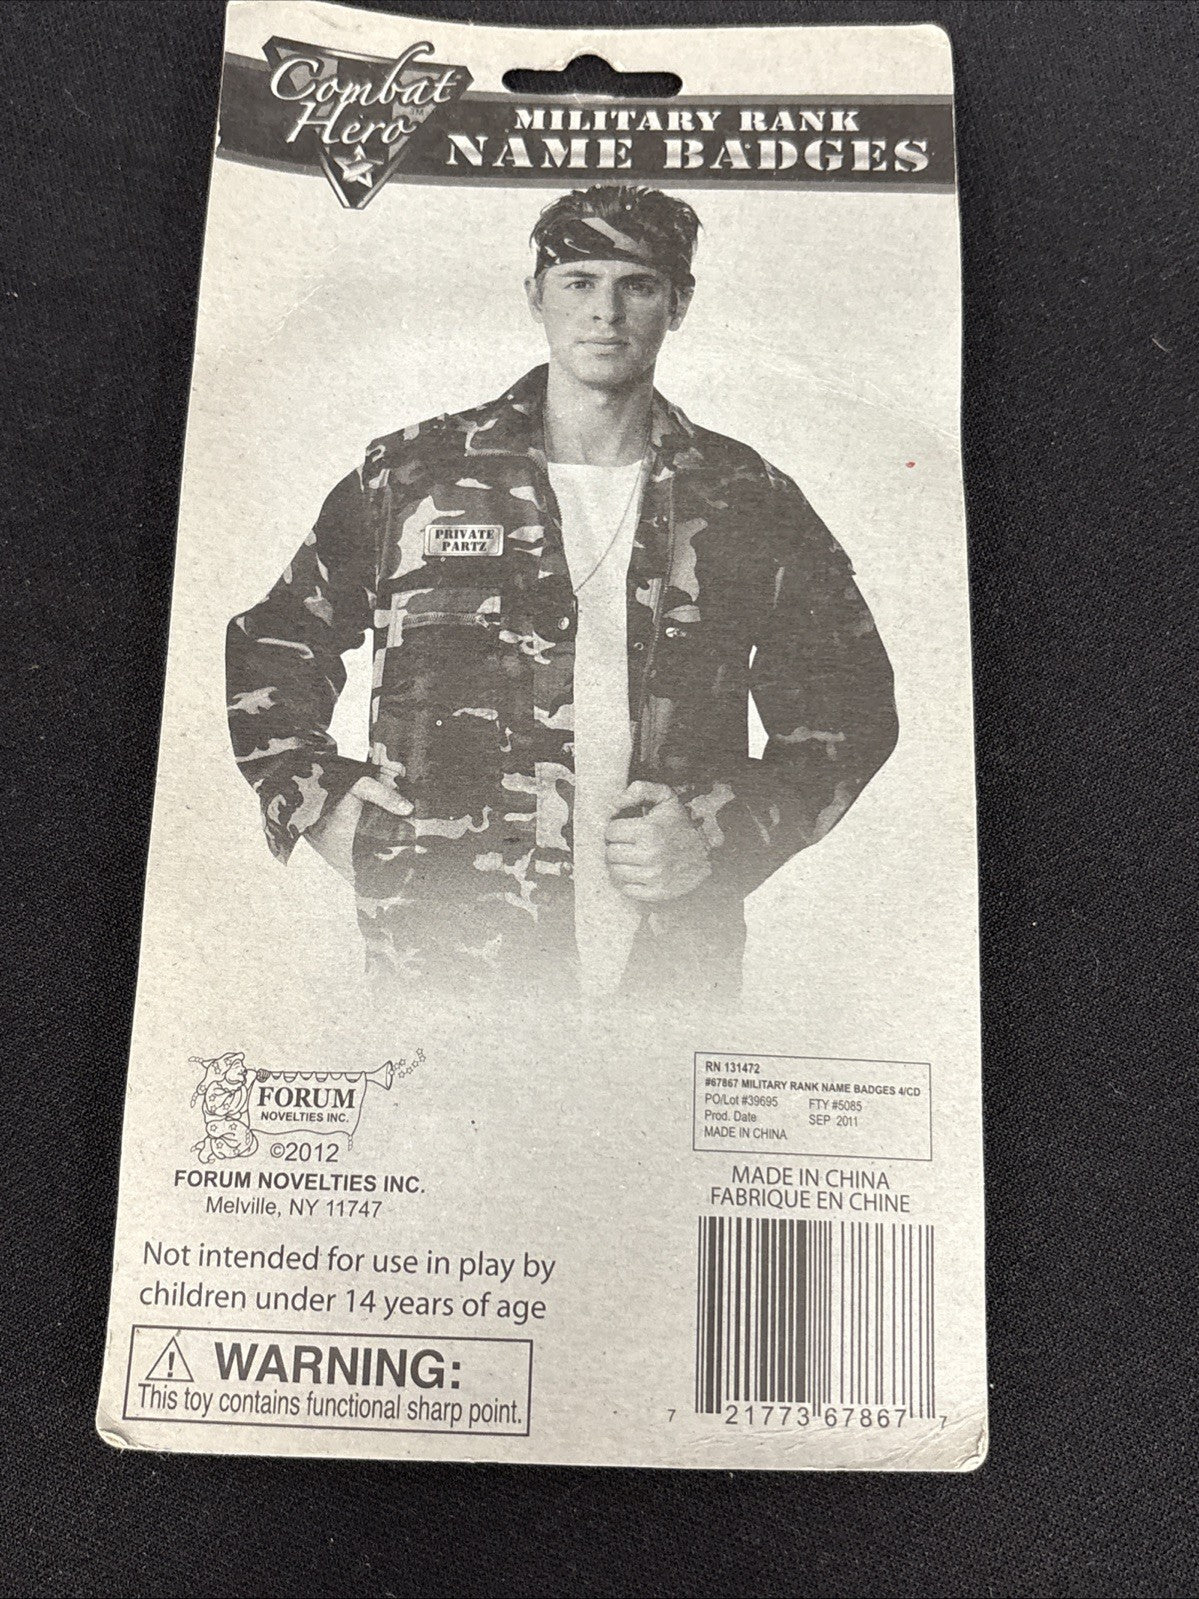 Combat
Hero™
MILITARY RANK
NAME BADGES
PRIVATE
PARTZ
FORUM
NOVELTIES INC.
©2012
FORUM NOVELTIES INC.
Melville, NY 11747
Not intended for use in play by
children under 14 years of age
WARNING:
This toy contains functional sharp point.
RN 131472
#67867 MILITARY RANK NAME BADGES 4/CD
PO/Lot #39695 FTY #5085
Prod. Date SEP 2011
MADE IN CHINA
MADE IN CHINA
FABRIQUE EN CHINE
7 21773 67867 7